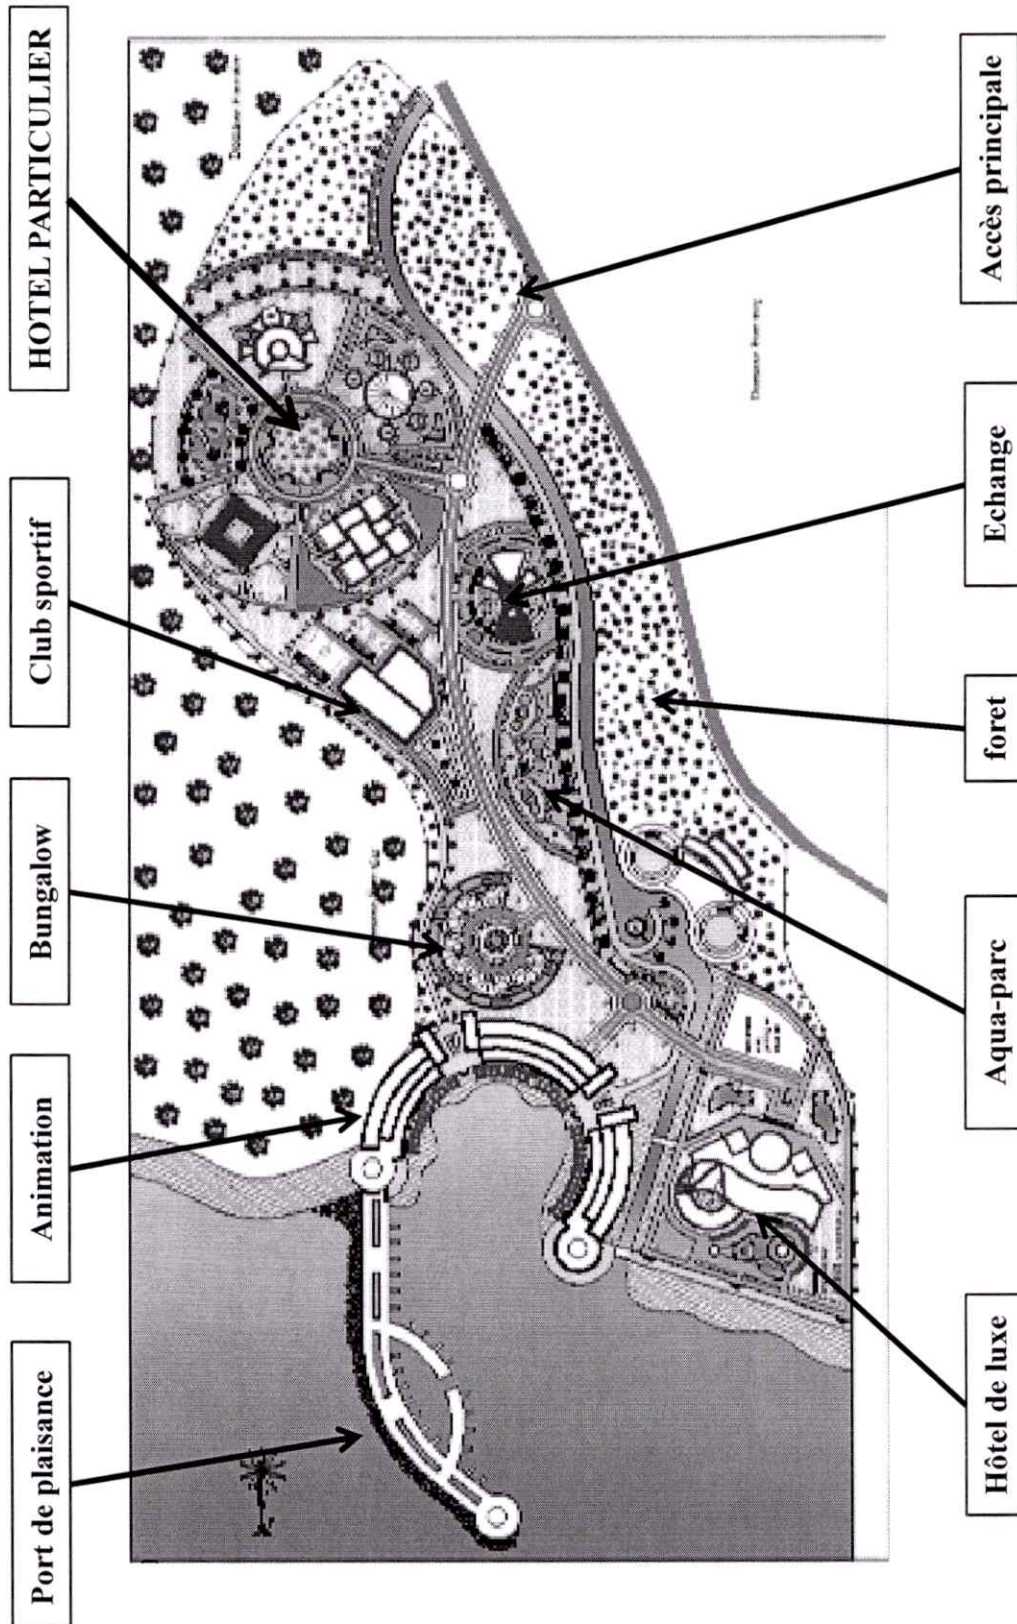 Port de plaisance
Animation
Bungalow
Club sportif
HOTEL PARTICULIER
Hôtel de luxe
Aqua-parc
foret
Echange
Accès principale